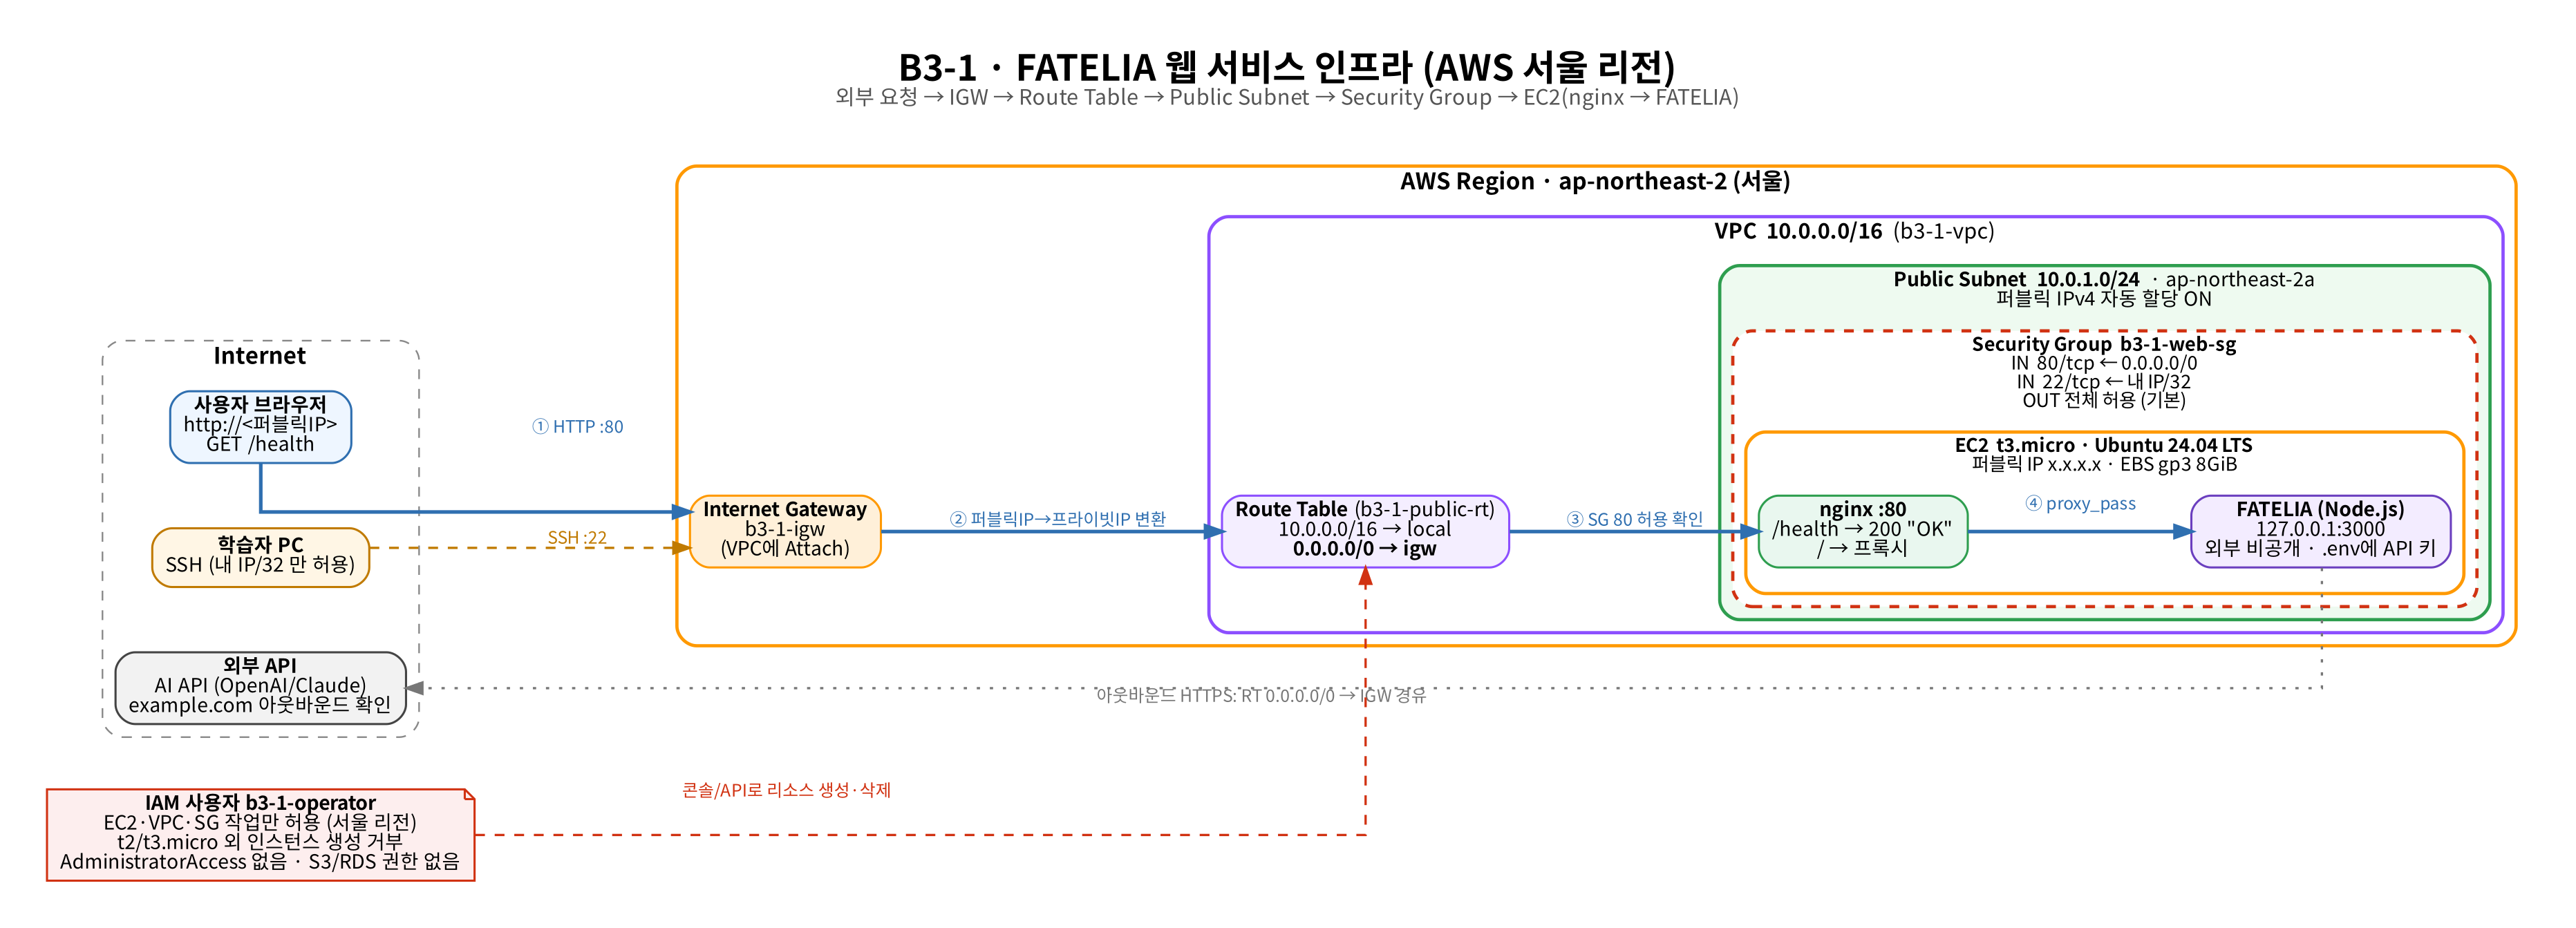 B3-1 · FATELIA 웹 서비스 인프라 (AWS 서울 리전)
외부 요청 → IGW → Route Table → Public Subnet → Security Group → EC2(nginx → FATELIA)
AWS Region · ap-northeast-2 (서울)
VPC 10.0.0.0/16 (b3-1-vpc)
Public Subnet 10.0.1.0/24 · ap-northeast-2a
퍼블릭 IPv4 자동 할당 ON
Security Group b3-1-web-sg
IN 80/tcp ← 0.0.0.0/0
IN 22/tcp ← 내 IP/32
OUT 전체 허용 (기본)
EC2 t3.micro · Ubuntu 24.04 LTS
퍼블릭 IP x.x.x.x · EBS gp3 8GiB
Internet
사용자 브라우저
http://<퍼블릭IP>
GET /health
① HTTP :80
학습자 PC
SSH (내 IP/32 만 허용)
SSH :22
Internet Gateway
b3-1-igw
(VPC에 Attach)
② 퍼블릭IP→프라이빗IP 변환
Route Table (b3-1-public-rt)
10.0.0.0/16 → local
0.0.0.0/0 → igw
③ SG 80 허용 확인
nginx :80
/health → 200 "OK"
/ → 프록시
④ proxy_pass
FATELIA (Node.js)
127.0.0.1:3000
외부 비공개 · .env에 API 키
외부 API
AI API (OpenAI/Claude)
example.com 아웃바운드 확인
아웃바운드 HTTPS: RT 0.0.0.0/0 → IGW 경유
콘솔/API로 리소스 생성·삭제
IAM 사용자 b3-1-operator
EC2·VPC·SG 작업만 허용 (서울 리전)
t2/t3.micro 외 인스턴스 생성 거부
AdministratorAccess 없음 · S3/RDS 권한 없음